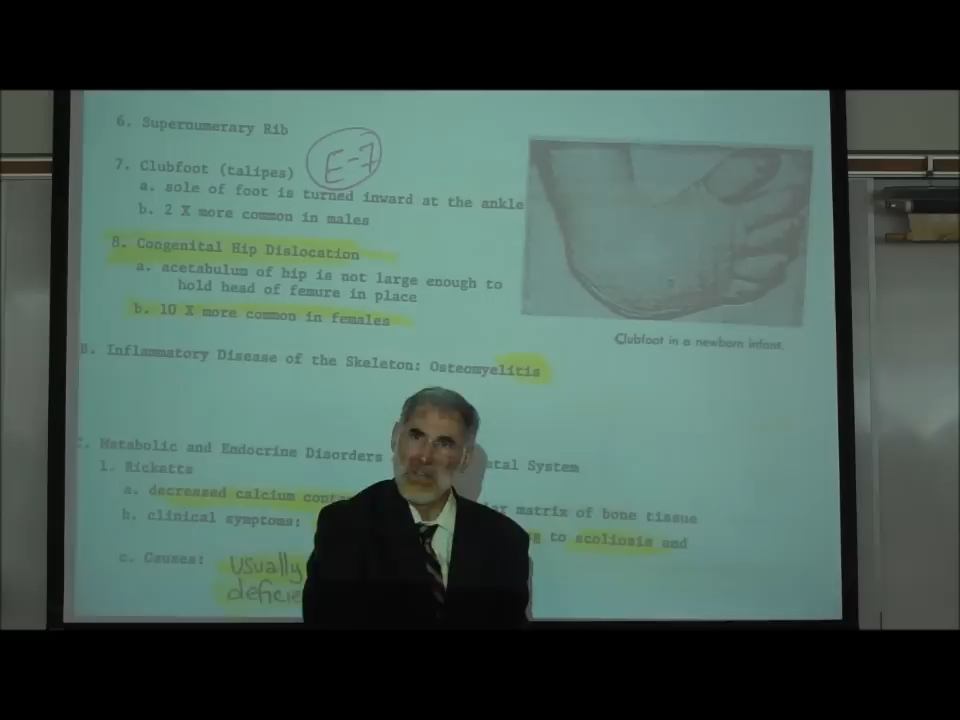 6. Supernumerary Rib
7. Clubfoot (talipes)
E-7
a. sole of foot is turned inward at the ankle
b. 2 X more common in males
8. Congenital Hip Dislocation
a. acetabulum of hip is not large enough to
hold head of femure in place
b. 10 X more common in females
Clubfoot in a newborn infant.
B. Inflammatory Disease of the Skeleton: Osteomyelitis
C. Metabolic and Endocrine Disorders etal System
1. Ricketts
a. decreased calcium matrix of bone tissue
b. clinical symptoms: to scoliosis and
c. Causes: Usually